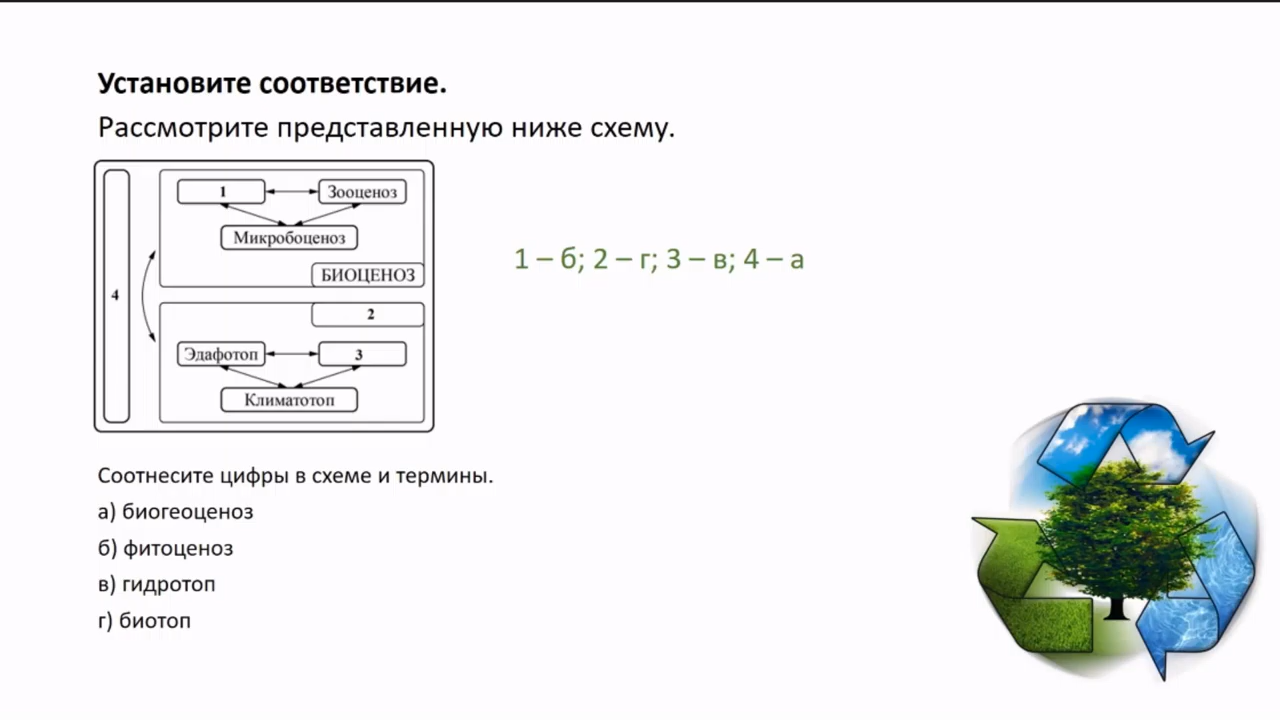 Установите соответствие.
Рассмотрите представленную ниже схему.
1
Зооценоз
Микробоценоз
БИОЦЕНОЗ
4
2
Эдафотоп
3
Климатотоп
1 – б; 2 – г; 3 – в; 4 – а
Соотнесите цифры в схеме и термины.
а) биогеоценоз
б) фитоценоз
в) гидротоп
г) биотоп